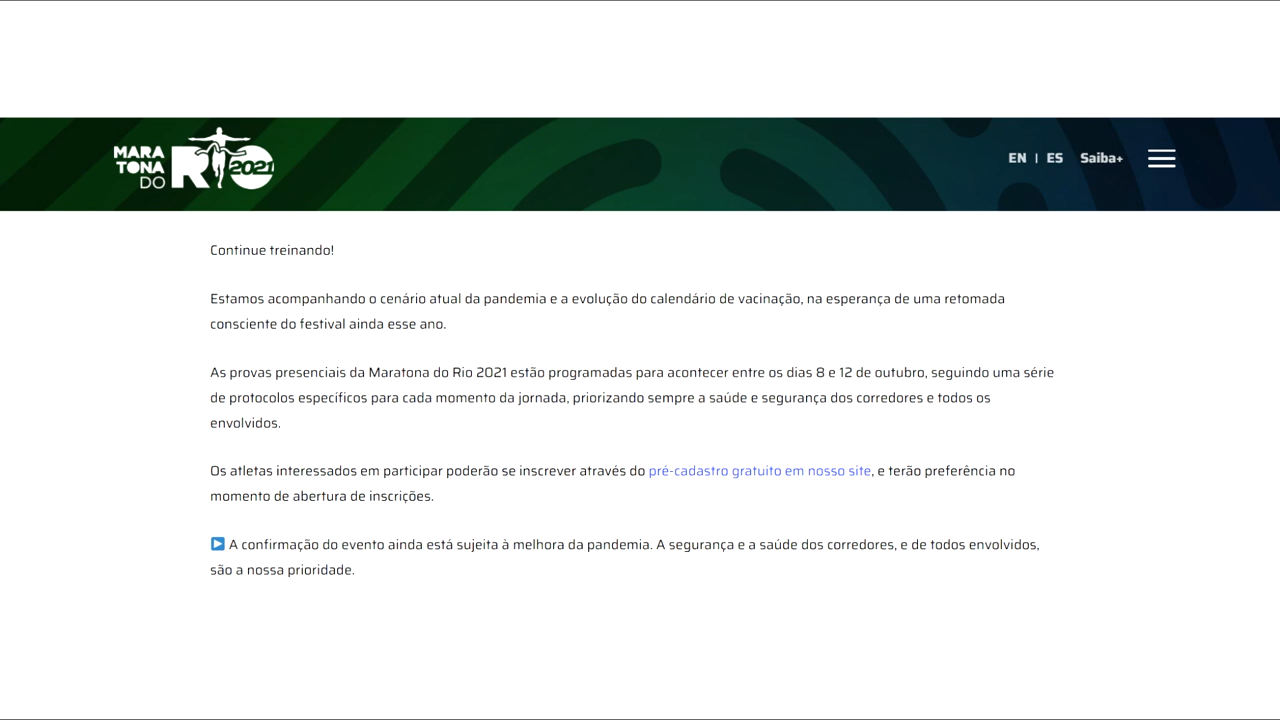 MARA
TONA
DO RIO 2021
EN | ES Saiba+
Continue treinando!
Estamos acompanhando o cenário atual da pandemia e a evolução do calendário de vacinação, na esperança de uma retomada
consciente do festival ainda esse ano.
As provas presenciais da Maratona do Rio 2021 estão programadas para acontecer entre os dias 8 e 12 de outubro, seguindo uma série
de protocolos específicos para cada momento da jornada, priorizando sempre a saúde e segurança dos corredores e todos os
envolvidos.
Os atletas interessados em participar poderão se inscrever através do pré-cadastro gratuito em nosso site, e terão preferência no
momento de abertura de inscrições.
▶ A confirmação do evento ainda está sujeita à melhora da pandemia. A segurança e a saúde dos corredores, e de todos envolvidos,
são a nossa prioridade.